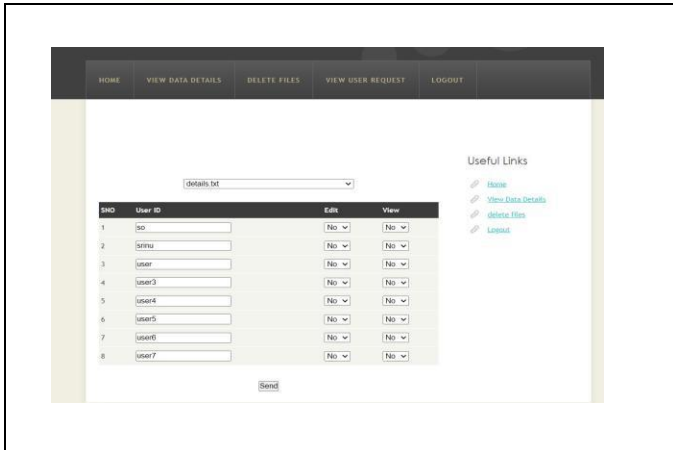 HOME VIEW DATA DETAILS DELETE FILES VIEW USER REQUEST LOGOUT
Useful Links
Home
View Data Details
delete files
Logout
details.txt
SNO User ID Edit View
1 so No No
2 srinu No No
3 user No No
4 user3 No No
5 user4 No No
6 user5 No No
7 user6 No No
8 user7 No No
Send